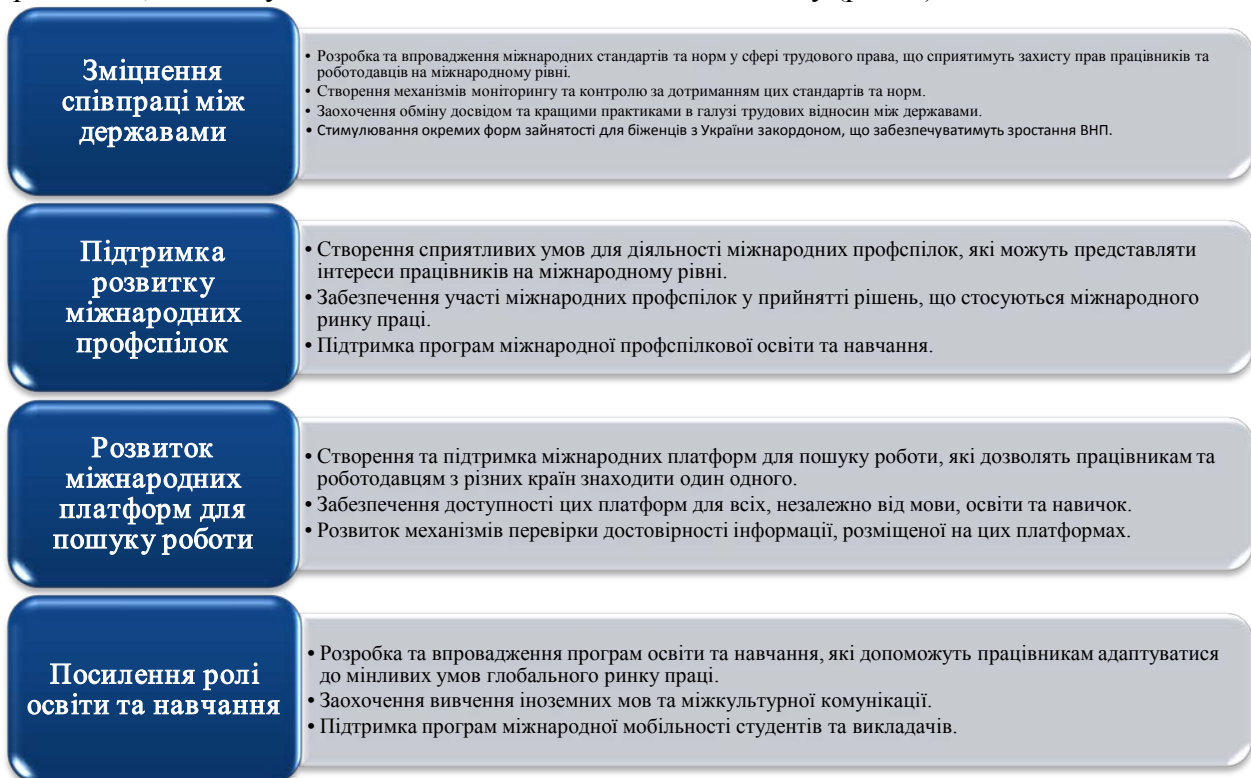 Зміцнення
співпраці між
державами
• Розробка та впровадження міжнародних стандартів та норм у сфері трудового права, що сприятимуть захисту прав працівників та
роботодавців на міжнародному рівні.
• Створення механізмів моніторингу та контролю за дотриманням цих стандартів та норм.
• Заохочення обміну досвідом та кращими практиками в галузі трудових відносин між державами.
• Стимулювання окремих форм зайнятості для біженців з України закордоном, що забезпечуватимуть зростання ВНП.
Підтримка
розвитку
міжнародних
профспілок
• Створення сприятливих умов для діяльності міжнародних профспілок, які можуть представляти
інтереси працівників на міжнародному рівні.
• Забезпечення участі міжнародних профспілок у прийнятті рішень, що стосуються міжнародного
ринку праці.
• Підтримка програм міжнародної профспілкової освіти та навчання.
Розвиток
міжнародних
платформ для
пошуку роботи
• Створення та підтримка міжнародних платформ для пошуку роботи, які дозволять працівникам та
роботодавцям з різних країн знаходити один одного.
• Забезпечення доступності цих платформ для всіх, незалежно від мови, освіти та навичок.
• Розвиток механізмів перевірки достовірності інформації, розміщеної на цих платформах.
Посилення ролі
освіти та навчання
• Розробка та впровадження програм освіти та навчання, які допоможуть працівникам адаптуватися
до мінливих умов глобального ринку праці.
• Заохочення вивчення іноземних мов та міжкультурної комунікації.
• Підтримка програм міжнародної мобільності студентів та викладачів.